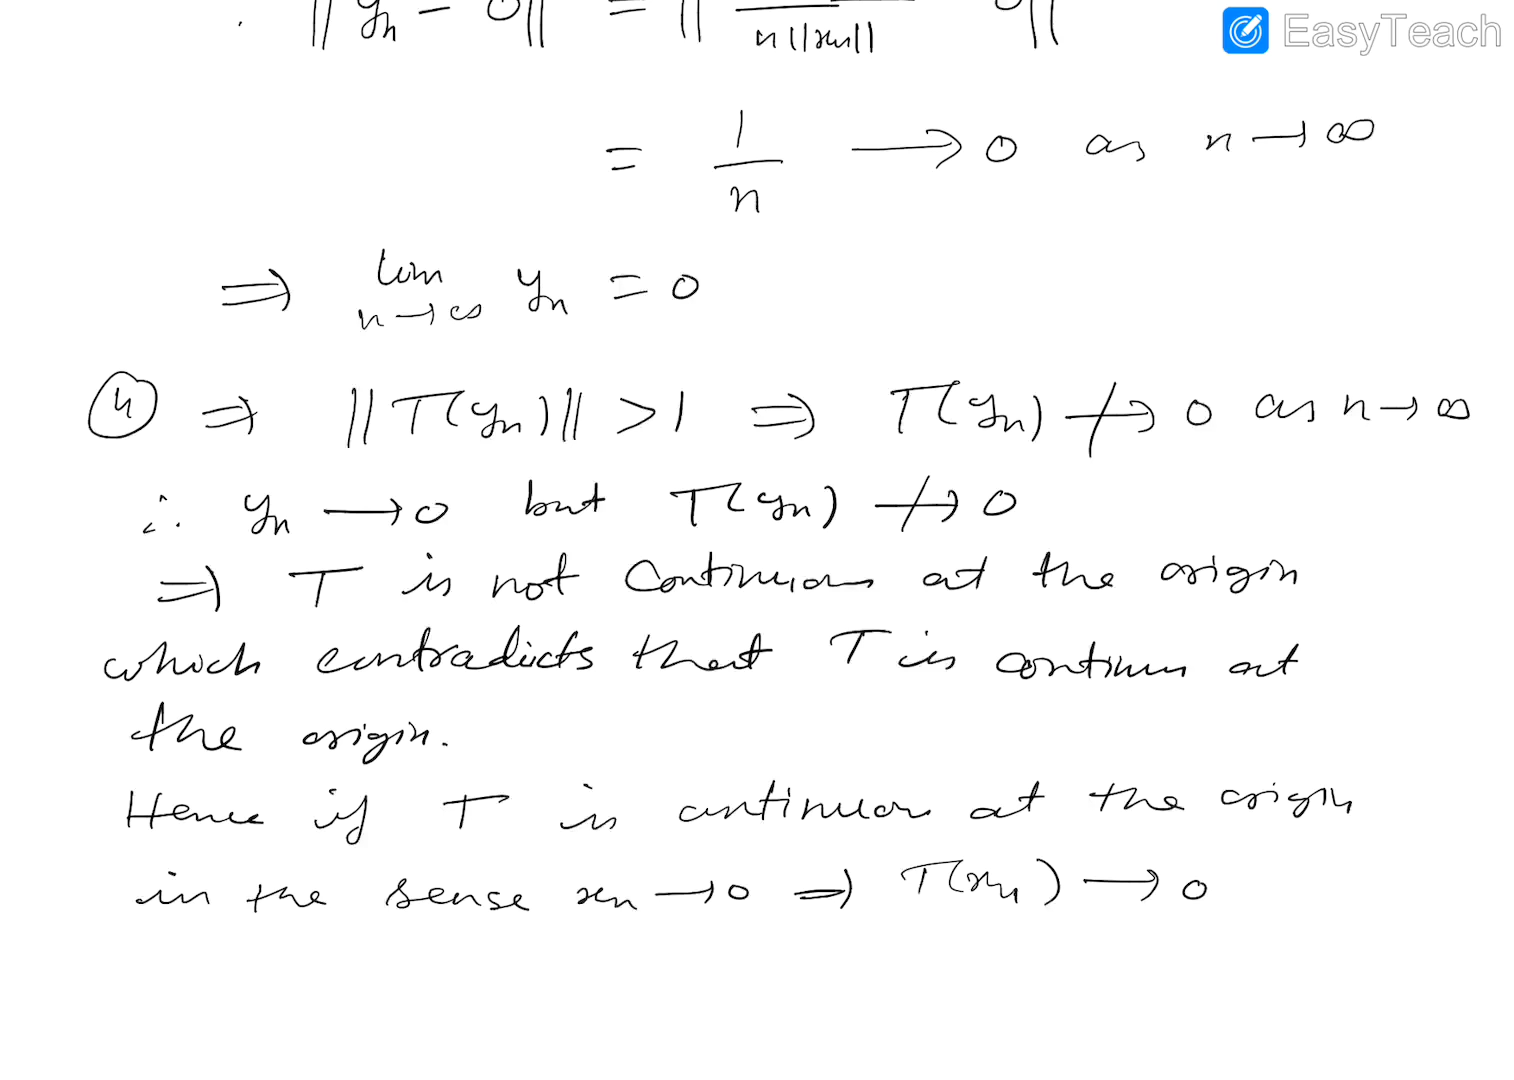 ∴ ‖ yₙ − 0‖ = ‖ / n‖xₙ‖ 0‖
EasyTeach
= 1/n ⟶ 0 as n → ∞
⇒ lim n→∞ yₙ = 0
④ ⇒ ‖T(yₙ)‖ > 1 ⇒ T(yₙ) ↛ 0 as n → ∞
∴ yₙ ⟶ 0 but T(yₙ) ↛ 0
⇒ T is not continuous at the origin
which contradicts that T is continuous at
the origin.
Hence if T is continuous at the origin
in the sense xₙ → 0 ⇒ T(xₙ) ⟶ 0